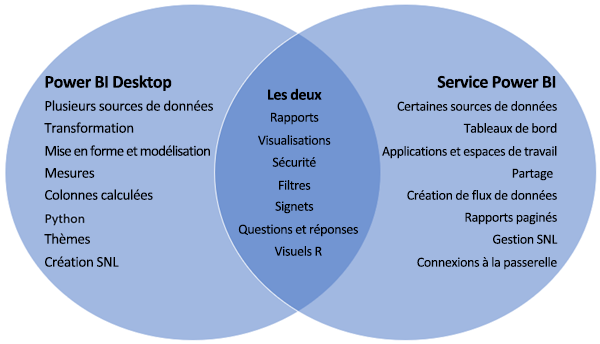 Power BI Desktop
Plusieurs sources de données
Transformation
Mise en forme et modélisation
Mesures
Colonnes calculées
Python
Thèmes
Création SNL
Les deux
Rapports
Visualisations
Sécurité
Filtres
Signets
Questions et réponses
Visuels R
Service Power BI
Certaines sources de données
Tableaux de bord
Applications et espaces de travail
Partage
Création de flux de données
Rapports paginés
Gestion SNL
Connexions à la passerelle